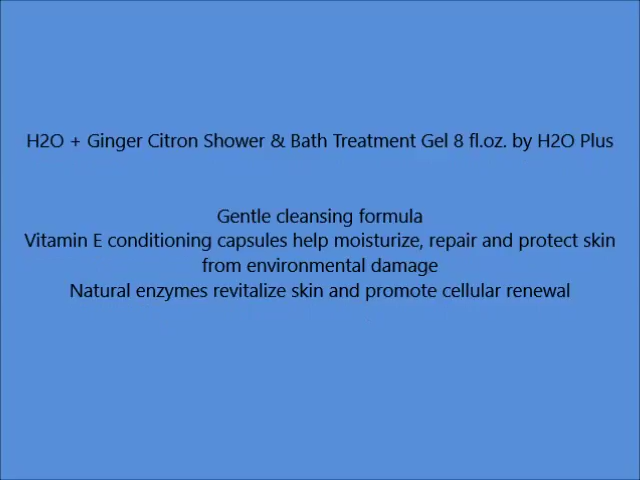 H2O + Ginger Citron Shower & Bath Treatment Gel 8 fl.oz. by H2O Plus
Gentle cleansing formula
Vitamin E conditioning capsules help moisturize, repair and protect skin
from environmental damage
Natural enzymes revitalize skin and promote cellular renewal